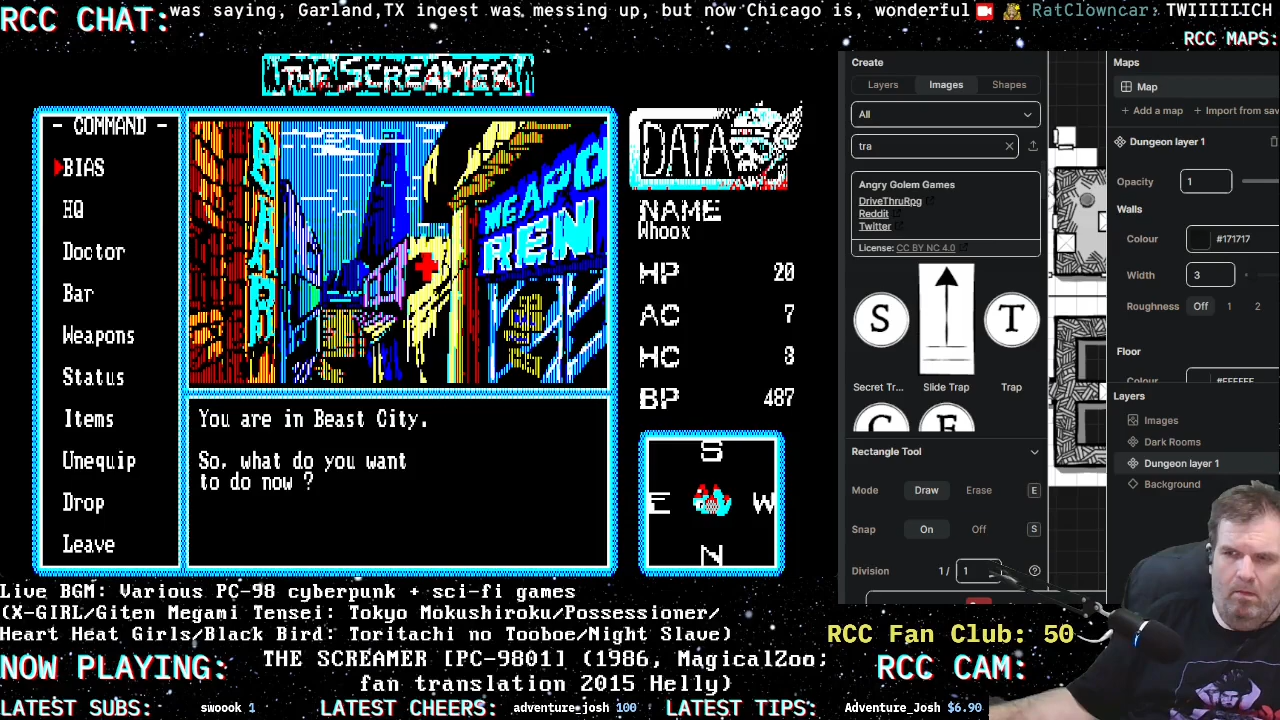 RCC CHAT:
was saying, Garland,TX ingest was messing up, but now Chicago is, wonderful
RatClowncar: TWIIIIICH
RCC MAPS:
THE SCREAMER
- COMMAND -
BIAS
HQ
Doctor
Bar
Weapons
Status
Items
Unequip
Drop
Leave
WEAPO
REN
You are in Beast City.
So, what do you want
to do now ?
DATA
NAME
Whoox
HP 20
AC 7
HC 3
BP 487
S
E W
N
Create
Layers Images Shapes
All
tra
Angry Golem Games
DriveThruRpg
Reddit
Twitter
License: CC BY NC 4.0
S T
Secret Tr... Slide Trap Trap
Rectangle Tool
Mode Draw Erase E
Snap On Off S
Division 1 / 1
Maps
Map
+ Add a map + Import from sav
Dungeon layer 1
Opacity 1
Walls
Colour #171717
Width 3
Roughness Off 1 2
Floor
Colour #FFFFFF
Layers
Images
Dark Rooms
Dungeon layer 1
Background
Live BGM: Various PC-98 cyberpunk + sci-fi games
(X-GIRL/Giten Megami Tensei: Tokyo Mokushiroku/Possessioner/
Heart Heat Girls/Black Bird: Toritachi no Tooboe/Night Slave)
RCC Fan Club: 50
NOW PLAYING:
THE SCREAMER [PC-9801] (1986, MagicalZoo;
fan translation 2015 Helly)
RCC CAM:
LATEST SUBS: swoook 1
LATEST CHEERS: adventure_josh 100
LATEST TIPS: Adventure_Josh $6.90